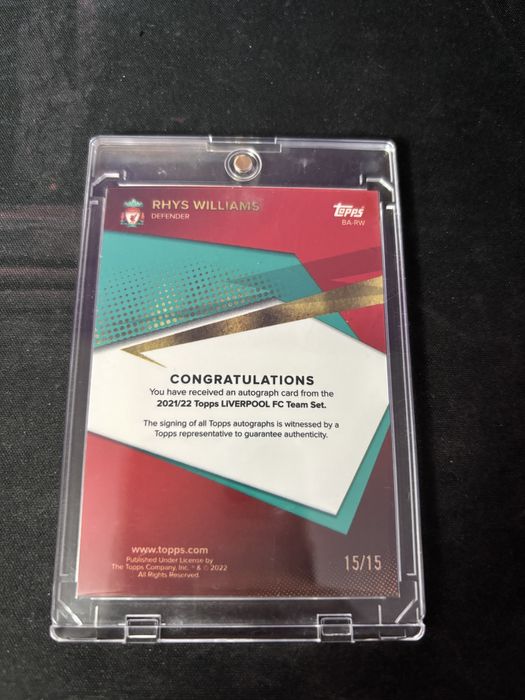 RHYS WILLIAMS
DEFENDER
Topps
BA-RW
CONGRATULATIONS
You have received an autograph card from the
2021/22 Topps LIVERPOOL FC Team Set.
The signing of all Topps autographs is witnessed by a
Topps representative to guarantee authenticity.
www.topps.com
Published Under License by
The Topps Company, Inc. ™ & © 2022
All Rights Reserved.
15/15